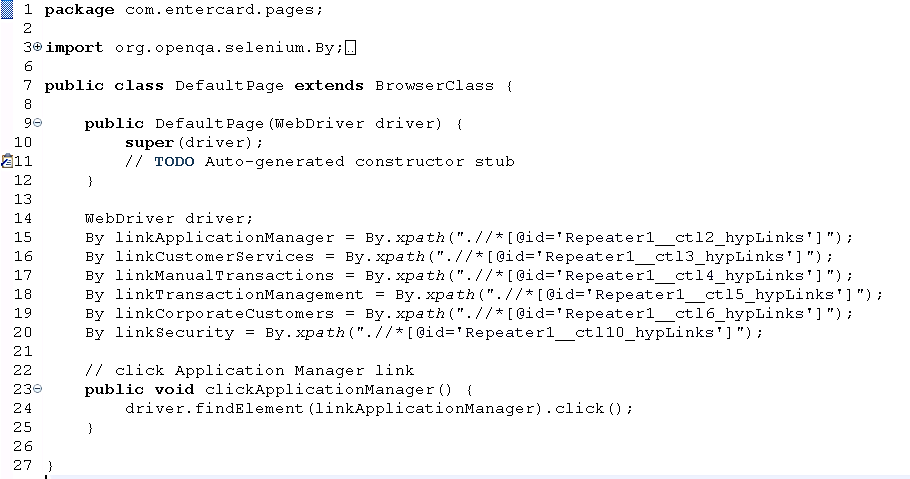 1 package com.entercard.pages;
2
3 import org.openqa.selenium.By;
6
7 public class DefaultPage extends BrowserClass {
8
9     public DefaultPage(WebDriver driver) {
10         super(driver);
11         // TODO Auto-generated constructor stub
12     }
13
14     WebDriver driver;
15     By linkApplicationManager = By.xpath(".//*[@id='Repeater1__ctl2_hypLinks']");
16     By linkCustomerServices = By.xpath(".//*[@id='Repeater1__ctl3_hypLinks']");
17     By linkManualTransactions = By.xpath(".//*[@id='Repeater1__ctl4_hypLinks']");
18     By linkTransactionManagement = By.xpath(".//*[@id='Repeater1__ctl5_hypLinks']");
19     By linkCorporateCustomers = By.xpath(".//*[@id='Repeater1__ctl6_hypLinks']");
20     By linkSecurity = By.xpath(".//*[@id='Repeater1__ctl10_hypLinks']");
21
22     // click Application Manager link
23     public void clickApplicationManager() {
24         driver.findElement(linkApplicationManager).click();
25     }
26
27 }